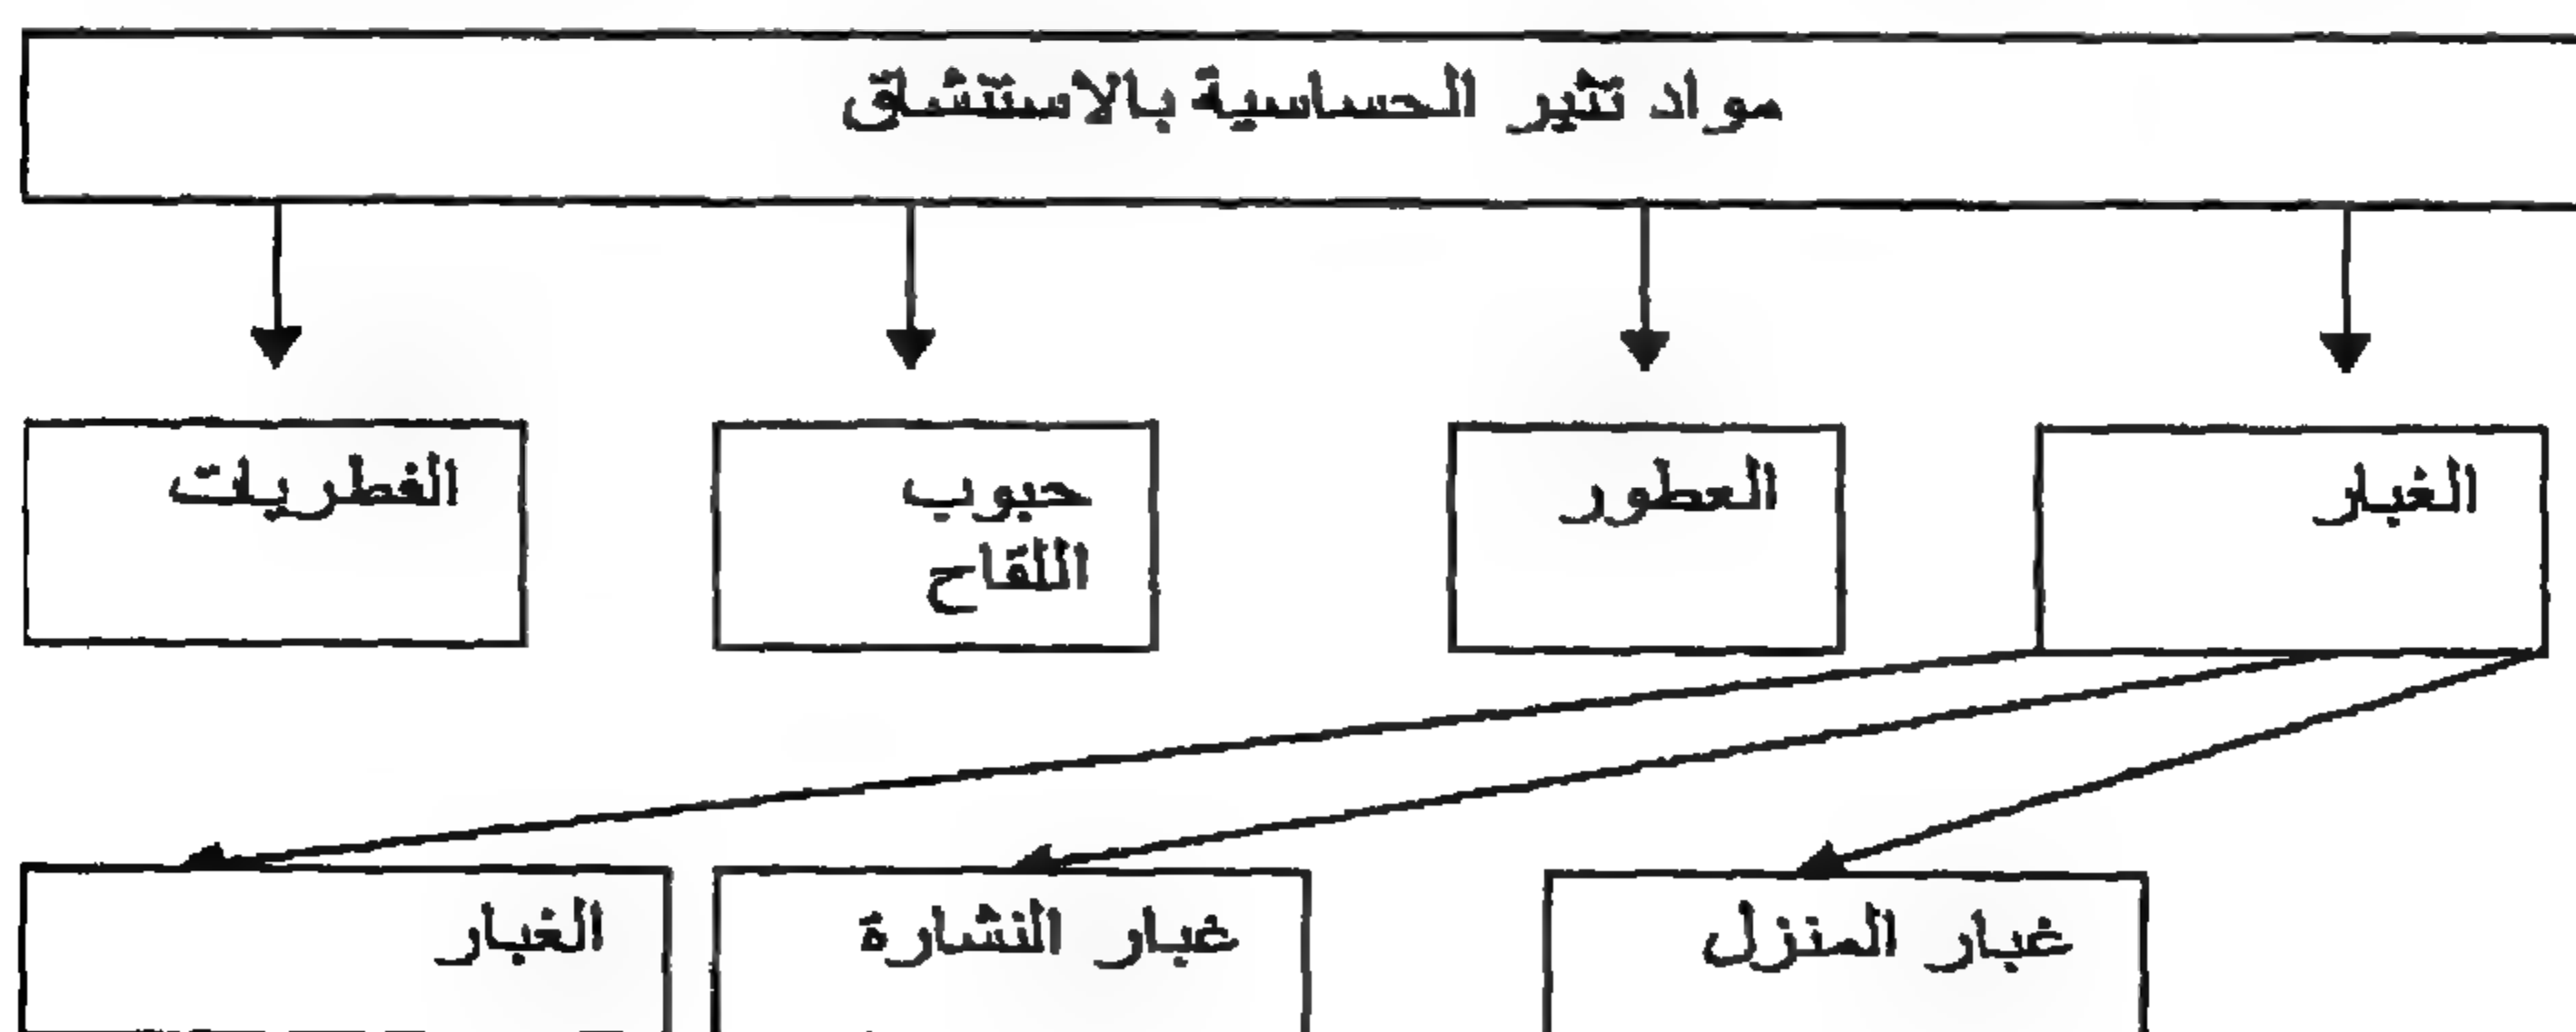 مواد تثير الحساسية بالاستنشاق
الغبار
العطور
حبوب
اللقاح
الفطريات
غبار المنزل
غبار النشارة
الغبار